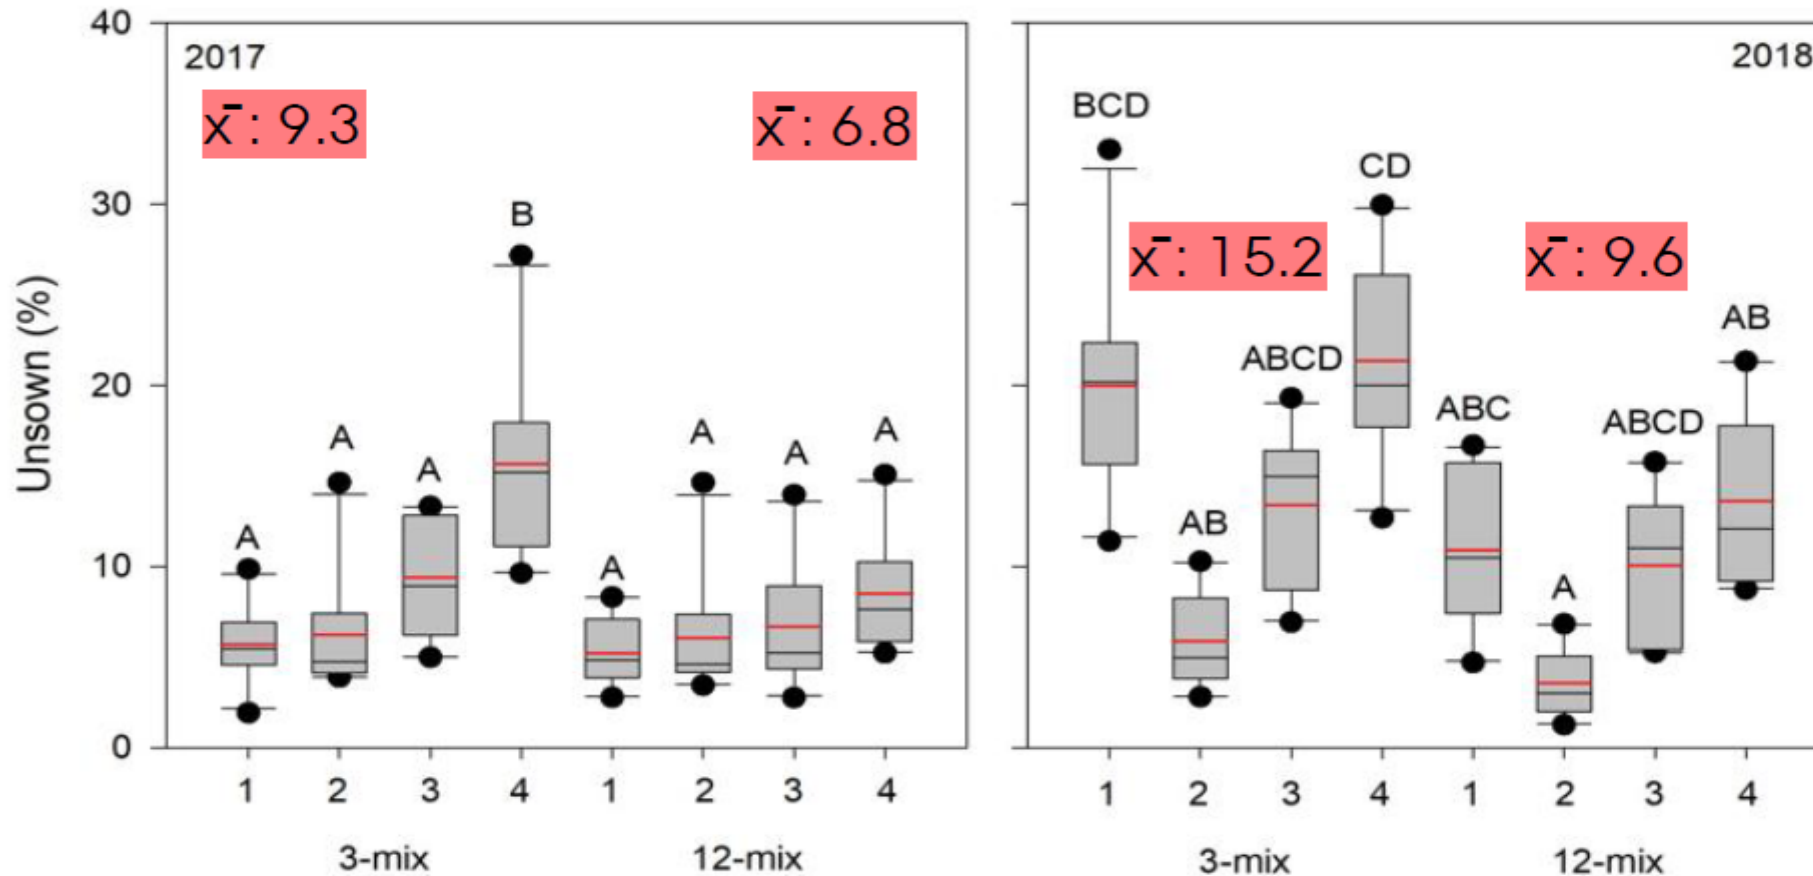 40
30
20
10
0
Unsown (%)
2017
x̄: 9.3
x̄: 6.8
A
A
A
B
A
A
A
A
1 2 3 4 1 2 3 4
3-mix 12-mix
2018
x̄: 15.2
x̄: 9.6
BCD
AB
ABCD
CD
ABC
A
ABCD
AB
1 2 3 4 1 2 3 4
3-mix 12-mix